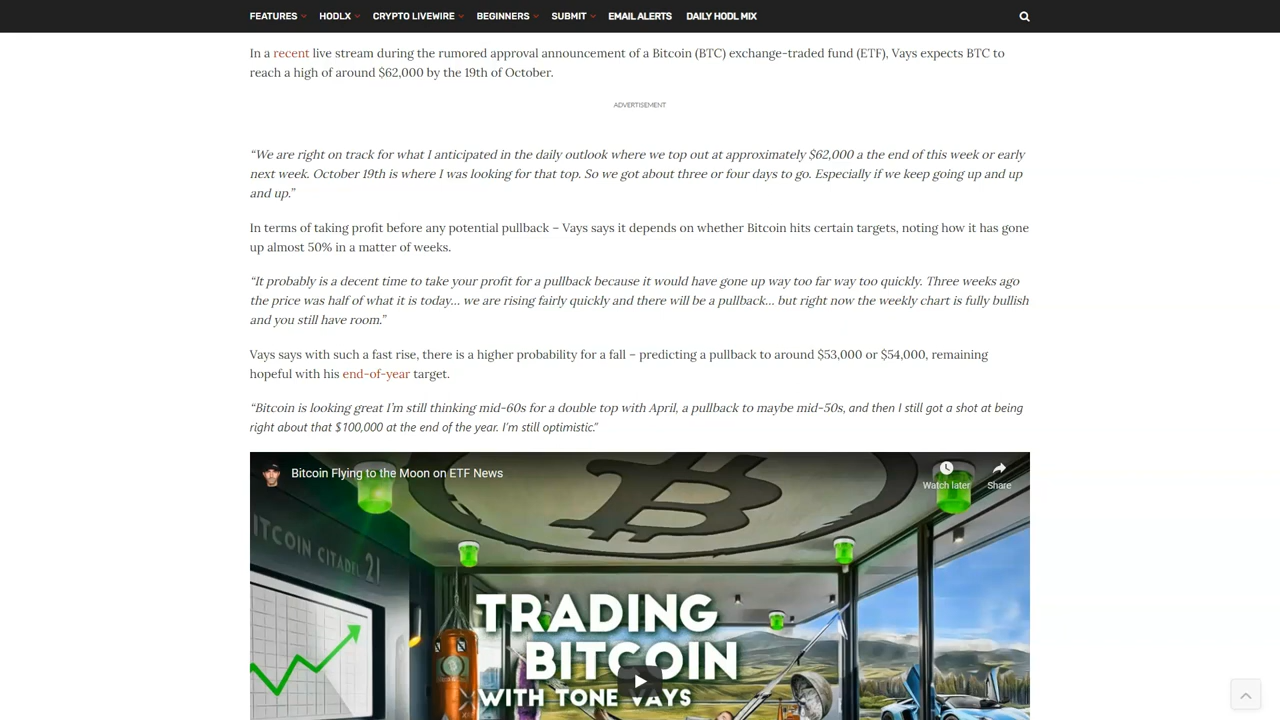 FEATURES HODLX CRYPTO LIVEWIRE BEGINNERS SUBMIT EMAIL ALERTS DAILY HODL MIX
In a recent live stream during the rumored approval announcement of a Bitcoin (BTC) exchange-traded fund (ETF), Vays expects BTC to
reach a high of around $62,000 by the 19th of October.
ADVERTISEMENT
“We are right on track for what I anticipated in the daily outlook where we top out at approximately $62,000 a the end of this week or early
next week. October 19th is where I was looking for that top. So we got about three or four days to go. Especially if we keep going up and up
and up.”
In terms of taking profit before any potential pullback – Vays says it depends on whether Bitcoin hits certain targets, noting how it has gone
up almost 50% in a matter of weeks.
“It probably is a decent time to take your profit for a pullback because it would have gone up way too far way too quickly. Three weeks ago
the price was half of what it is today… we are rising fairly quickly and there will be a pullback… but right now the weekly chart is fully bullish
and you still have room.”
Vays says with such a fast rise, there is a higher probability for a fall – predicting a pullback to around $53,000 or $54,000, remaining
hopeful with his end-of-year target.
“Bitcoin is looking great I’m still thinking mid-60s for a double top with April, a pullback to maybe mid-50s, and then I still got a shot at being
right about that $100,000 at the end of the year. I’m still optimistic.”
Bitcoin Flying to the Moon on ETF News
Watch later Share
BITCOIN CITADEL 21
TRADING
BITCOIN
WITH TONE VAYS